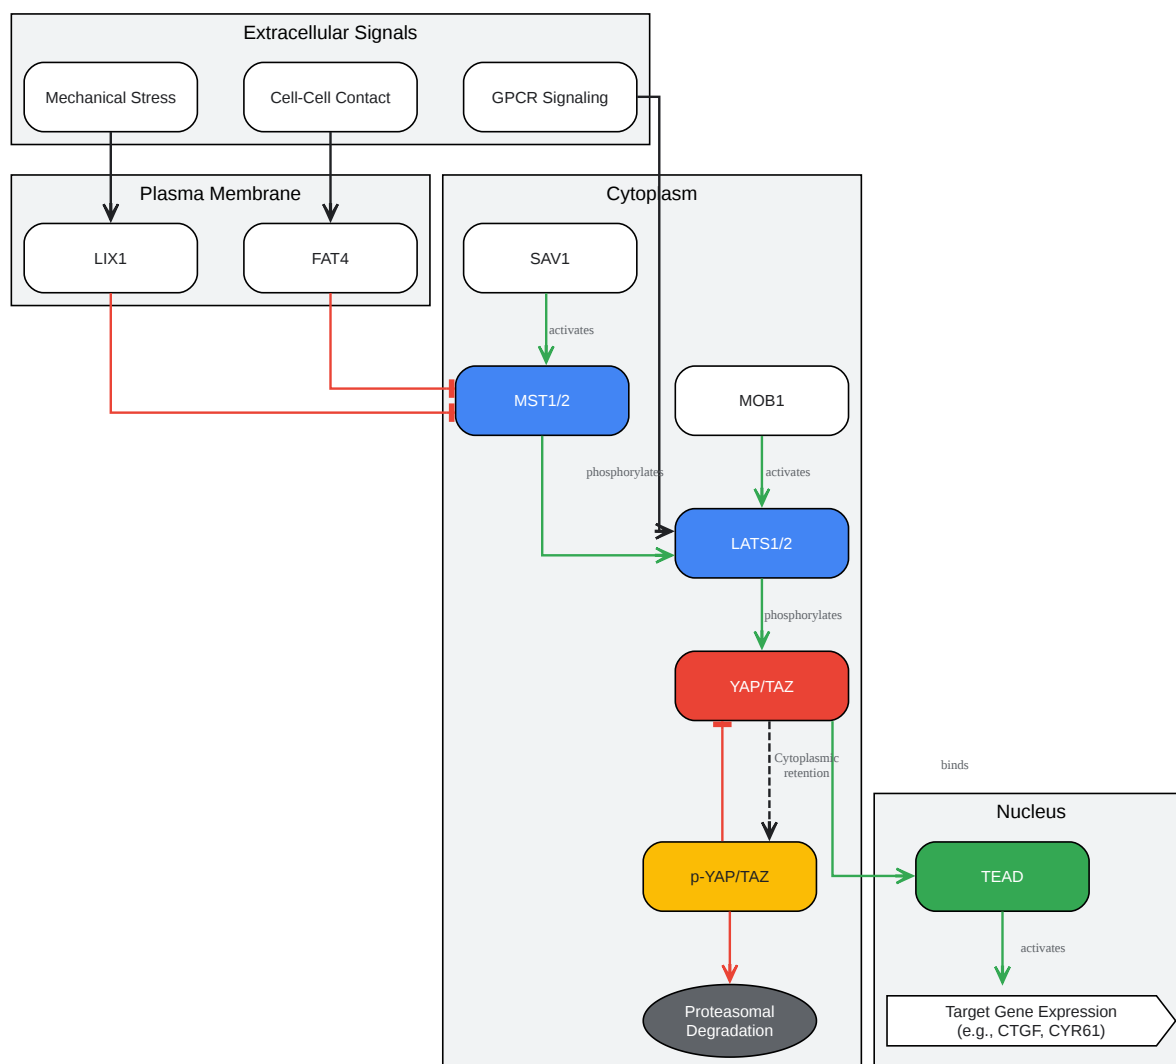 Extracellular Signals
Mechanical Stress
Cell-Cell Contact
GPCR Signaling
Plasma Membrane
Cytoplasm
LIX1
FAT4
SAV1
activates
MST1/2
MOB1
phosphorylates
activates
LATS1/2
phosphorylates
YAP/TAZ
Cytoplasmic
retention
binds
Nucleus
p-YAP/TAZ
TEAD
activates
Proteasomal
Degradation
Target Gene Expression
(e.g., CTGF, CYR61)